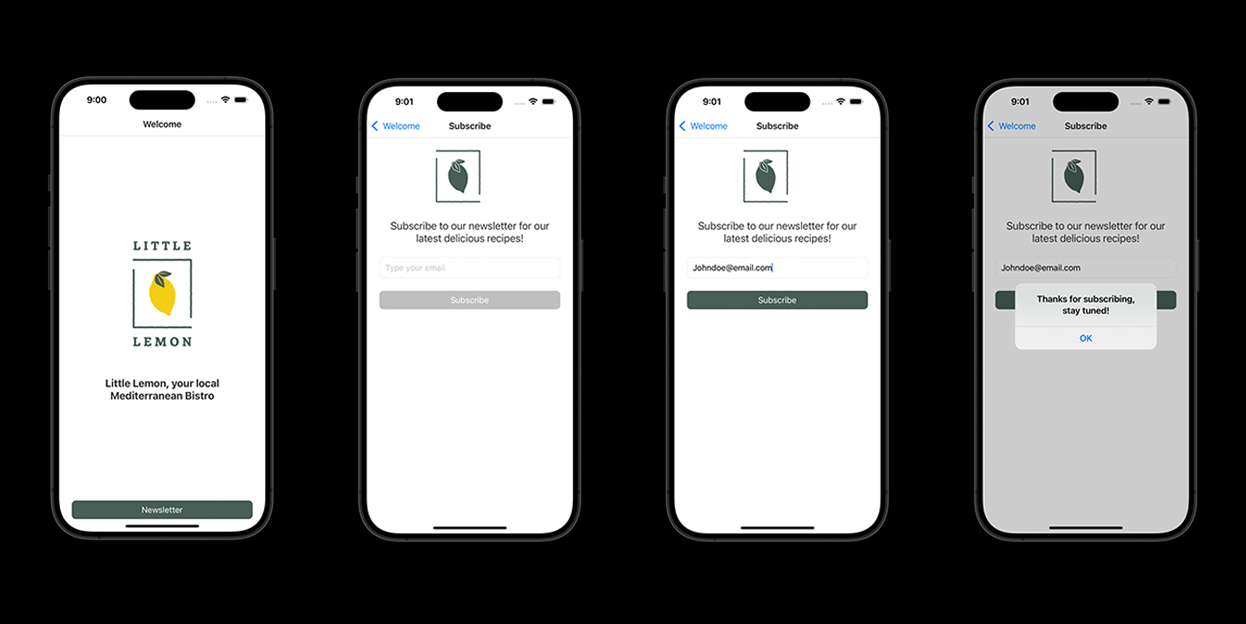 9:00
Welcome
LITTLE
LEMON
Little Lemon, your local
Mediterranean Bistro
Newsletter
9:01
Welcome
Subscribe
Subscribe to our newsletter for our
latest delicious recipes!
Type your email
Subscribe
9:01
Welcome
Subscribe
Subscribe to our newsletter for our
latest delicious recipes!
Johndoe@email.com
Subscribe
9:01
Welcome
Subscribe
Subscribe to our newsletter for our
latest delicious recipes!
Johndoe@email.com
Thanks for subscribing,
stay tuned!
OK